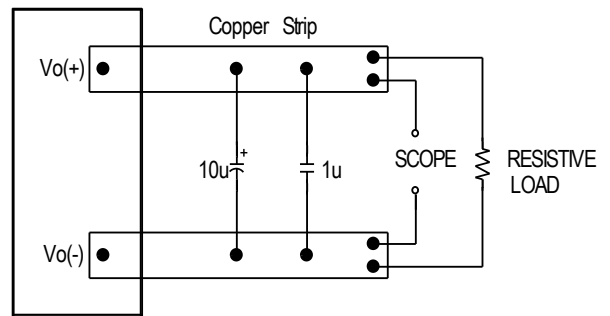 Copper Strip
Vo(+)
+
10u
1u
SCOPE
RESISTIVE
LOAD
Vo(-)